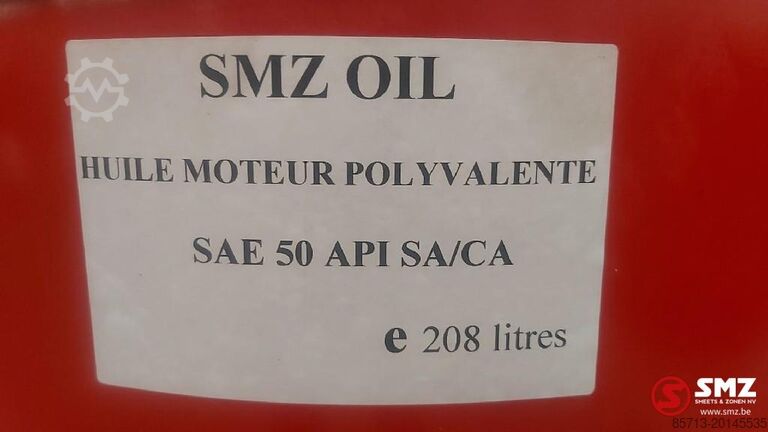 SMZ OIL
HUILE MOTEUR POLYVALENTE
SAE 50 API SA/CA
e 208 litres
SMZ
SHEETS & ZONEN NV
www.smz.be
85713-20145535